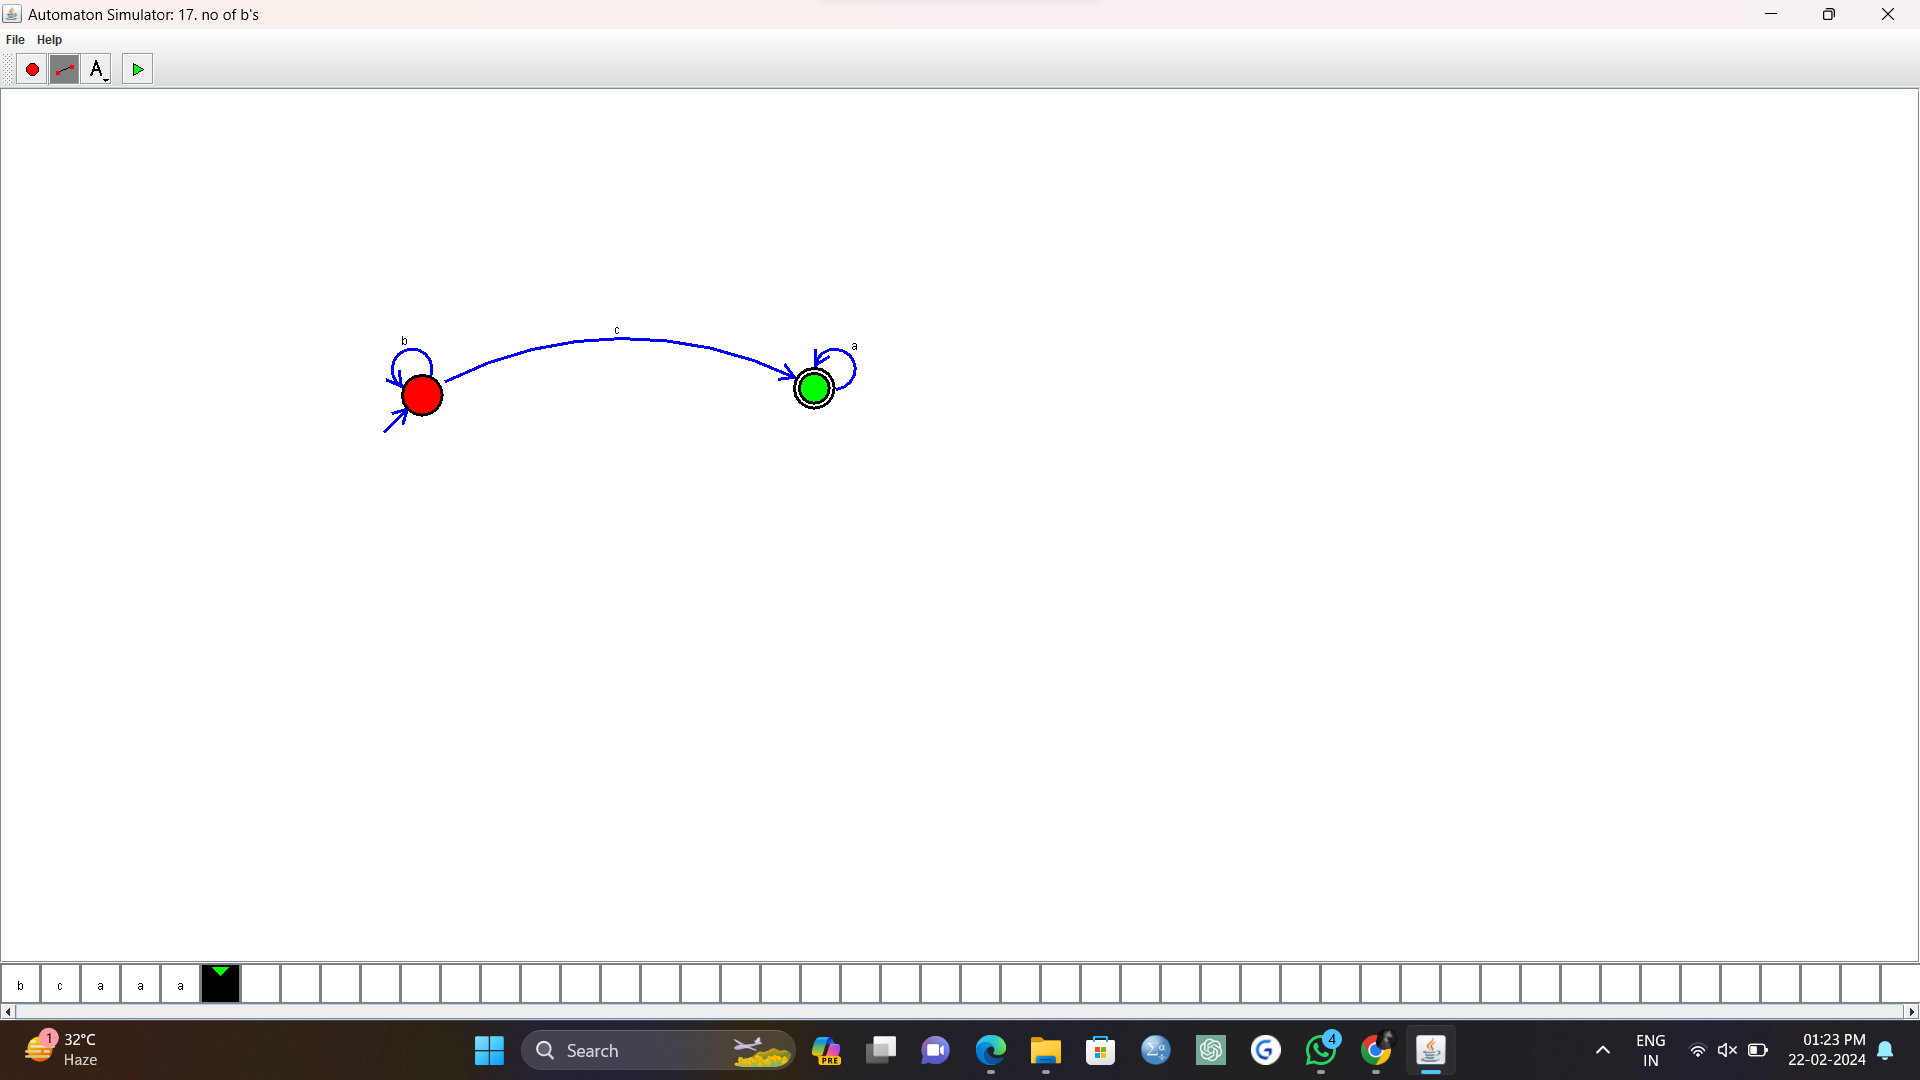 Automaton Simulator: 17. no of b's
File Help
A
b
c
a
b c a a a
1
32°C
Haze
Search
PRE
4
ENG
IN
01:23 PM
22-02-2024